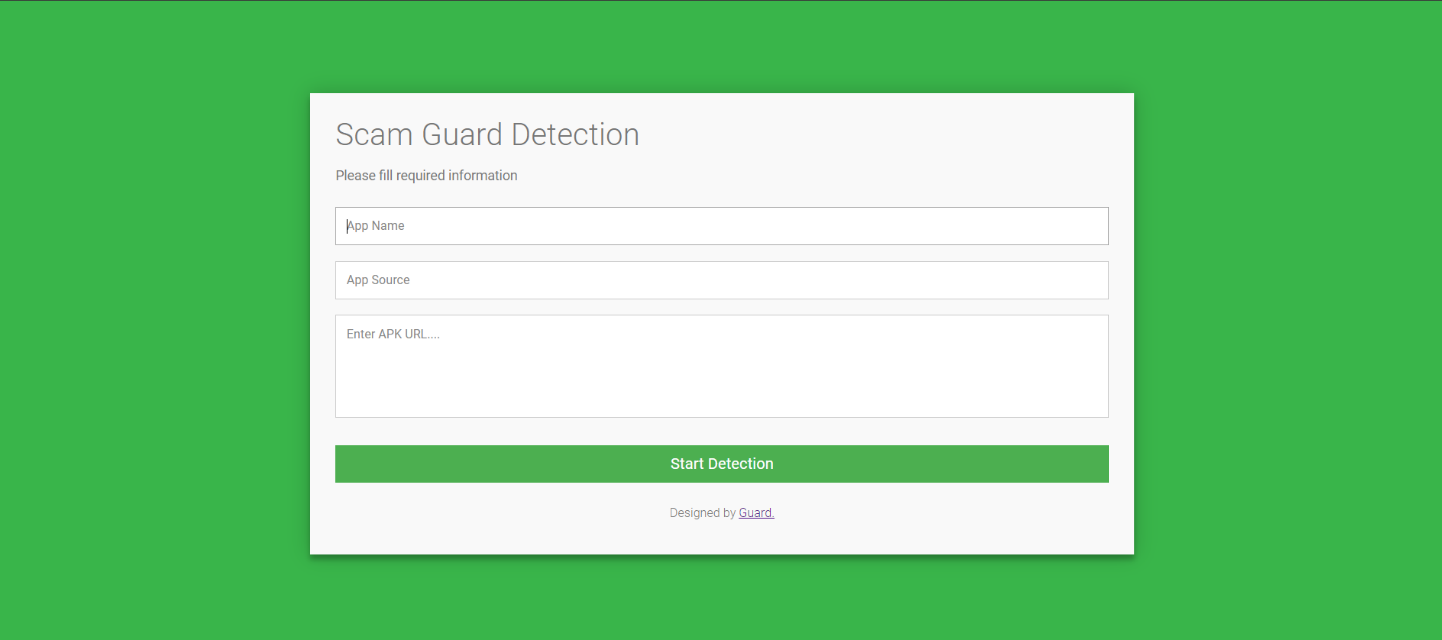 Scam Guard Detection
Please fill required information
App Name
App Source
Enter APK URL....
Start Detection
Designed by Guard.